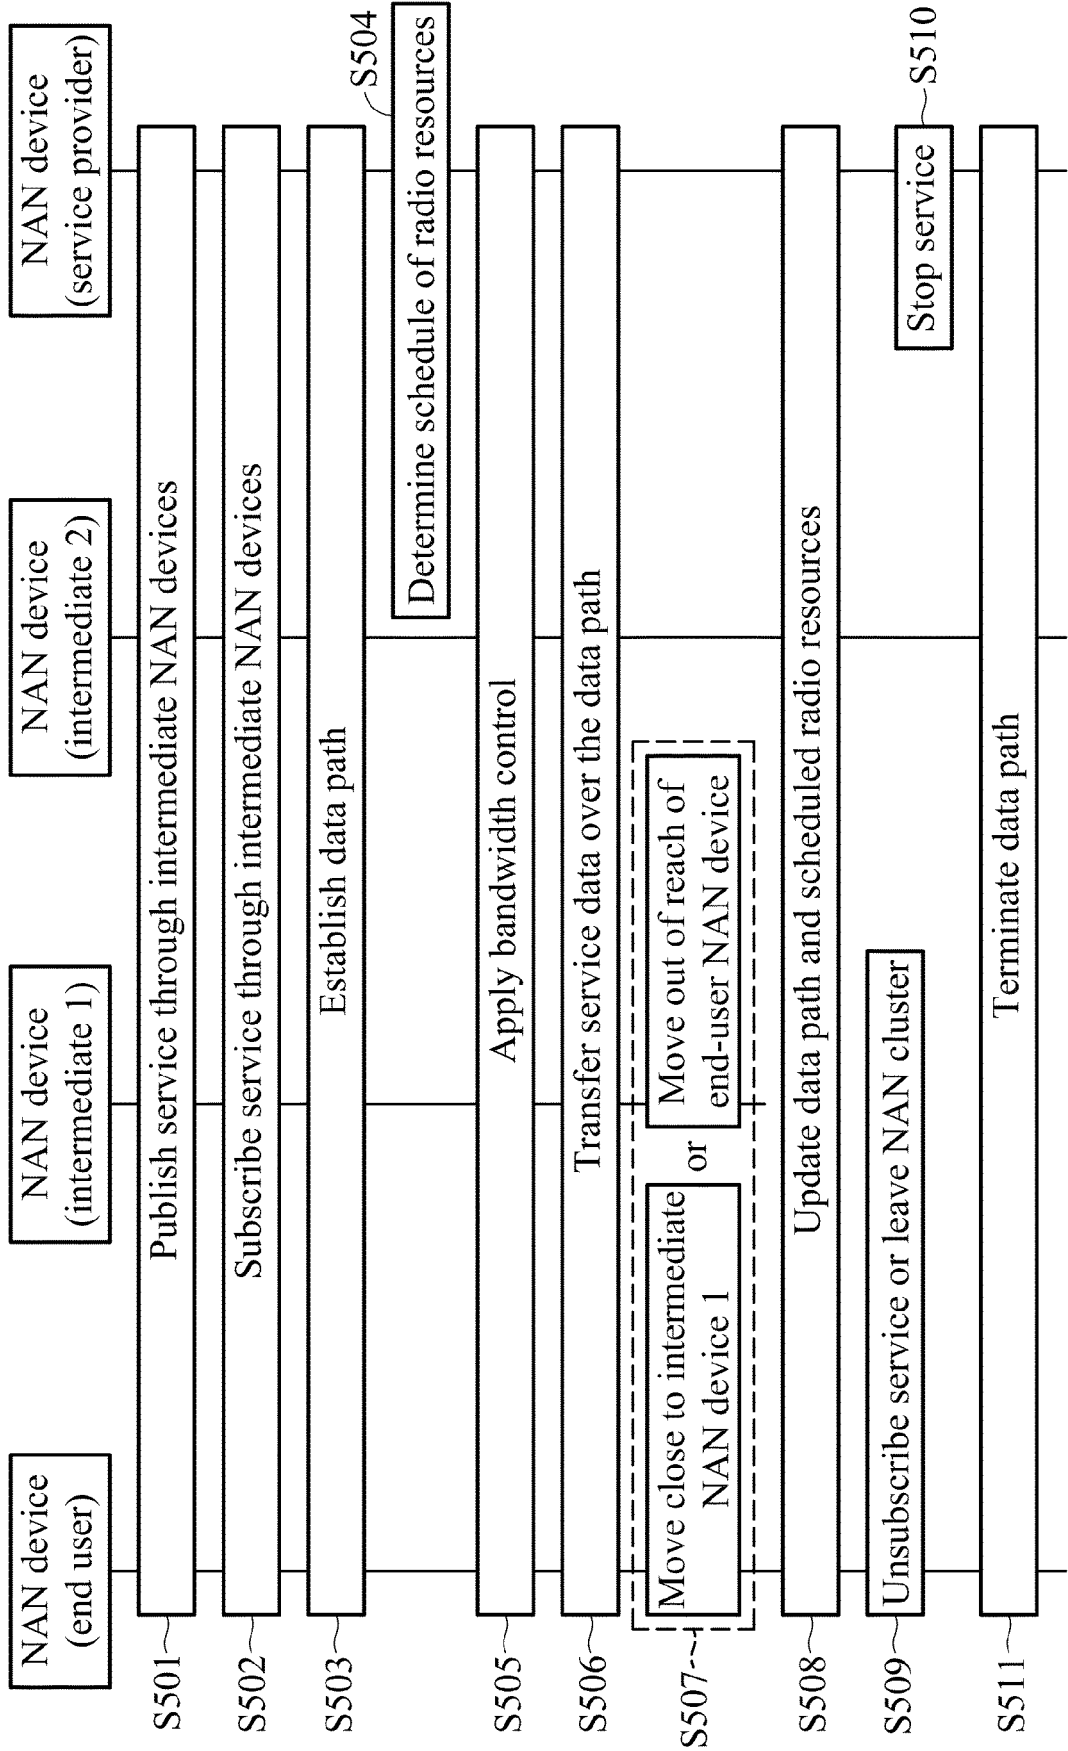 NAN device
(end user)
NAN device
(intermediate 1)
NAN device
(intermediate 2)
NAN device
(service provider)
S501
Publish service through intermediate NAN devices
S502
Subscribe service through intermediate NAN devices
S503
Establish data path
S504
Determine schedule of radio resources
S505
Apply bandwidth control
S506
Transfer service data over the data path
S507
Move close to intermediate
NAN device 1
or
Move out of reach of
end-user NAN device
S508
Update data path and scheduled radio resources
S509
Unsubscribe service or leave NAN cluster
Stop service
S510
S511
Terminate data path